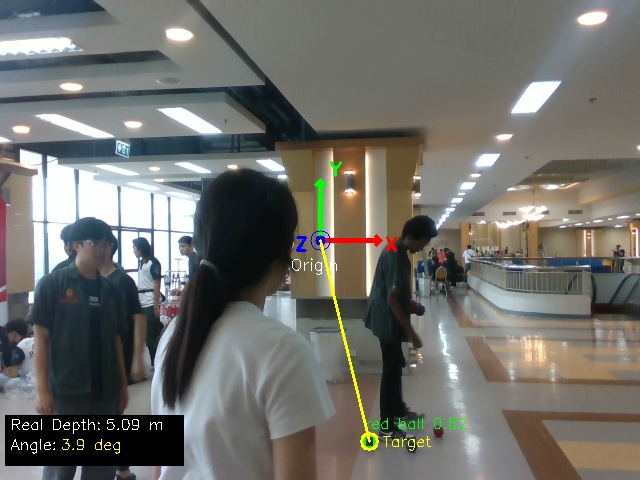 Y
Z
X
Origin
red ball 0.82
Target
Real Depth: 5.09 m
Angle: 3.9 deg